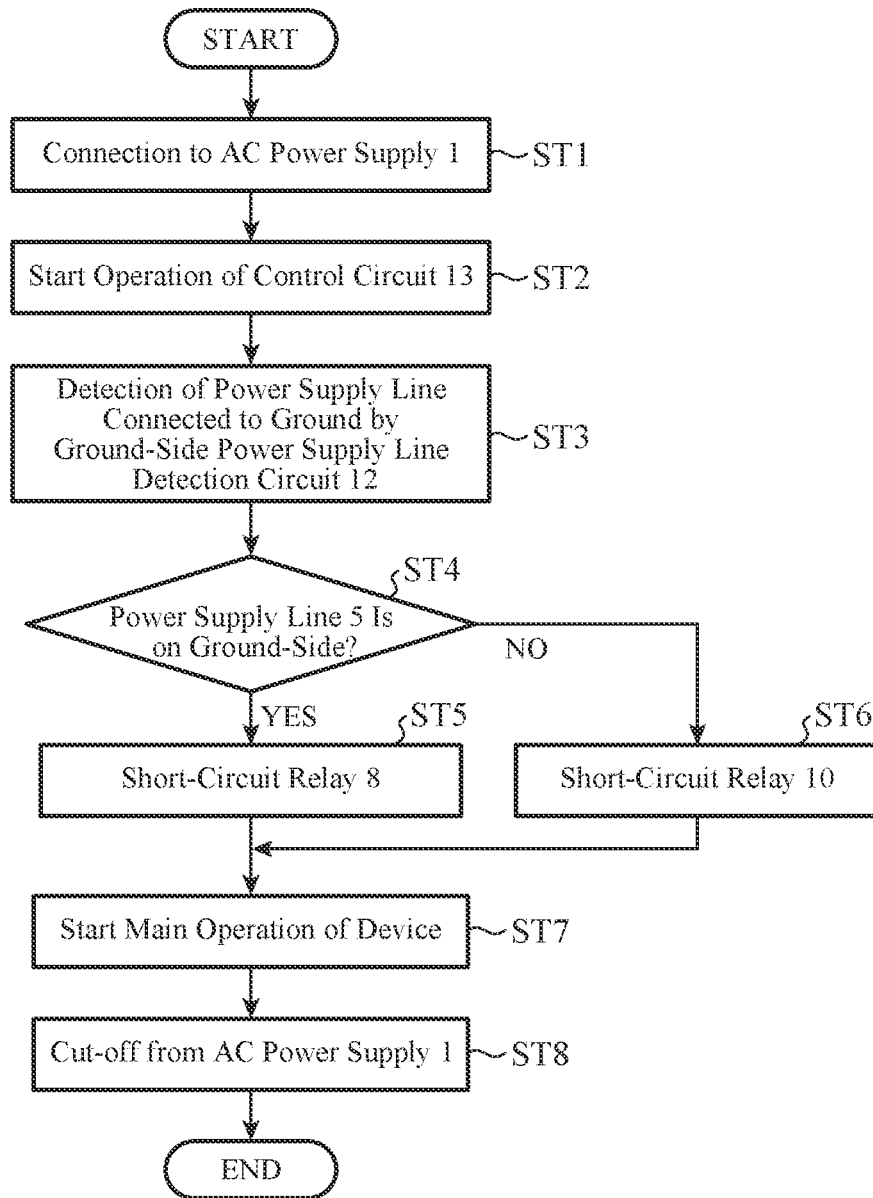 START
Connection to AC Power Supply 1
ST1
Start Operation of Control Circuit 13
ST2
Detection of Power Supply Line
Connected to Ground by
Ground-Side Power Supply Line
Detection Circuit 12
ST3
ST4
Power Supply Line 5 Is
on Ground-Side?
NO
YES
ST5
ST6
Short-Circuit Relay 8
Short-Circuit Relay 10
Start Main Operation of Device
ST7
Cut-off from AC Power Supply 1
ST8
END